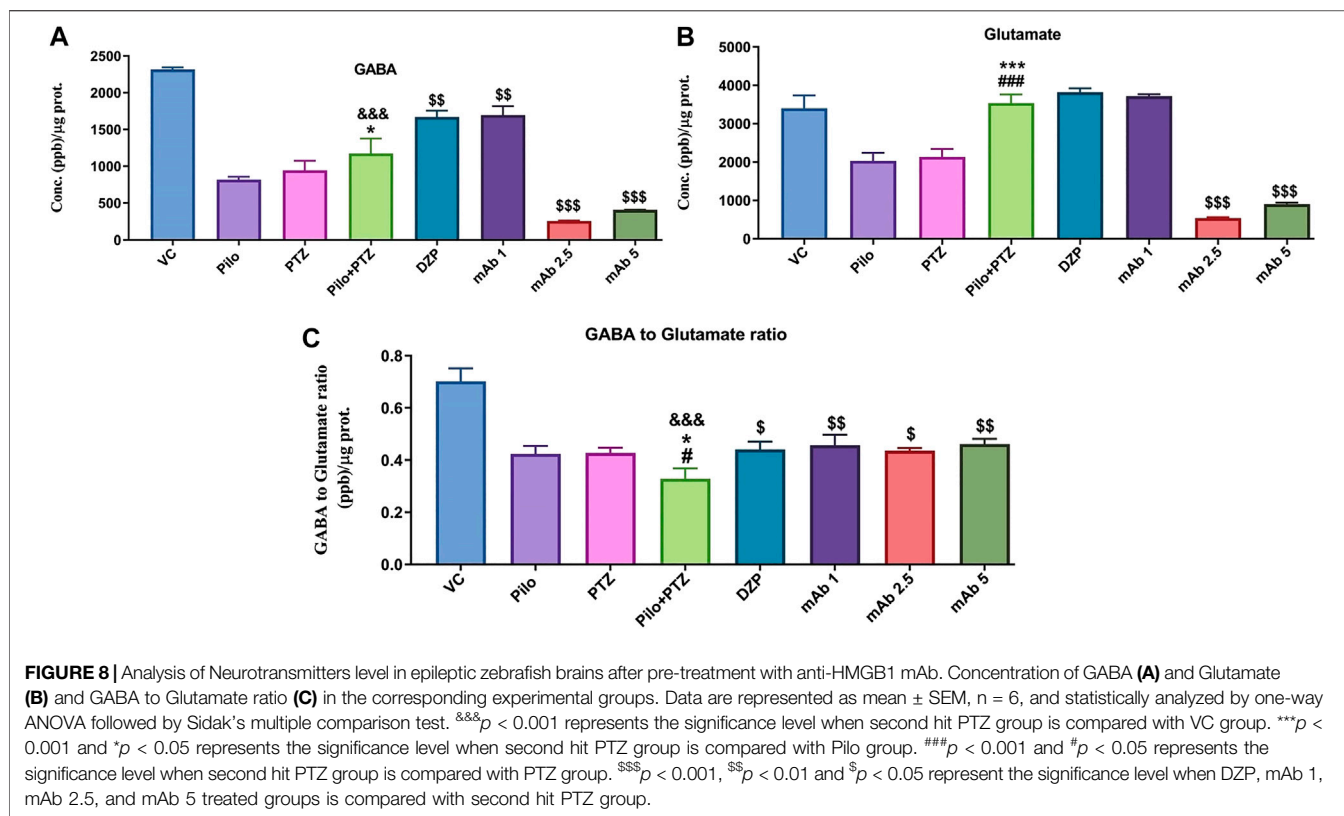 A
GABA
Conc. (ppb)/µg prot.
2500
2000
1500
1000
500
0
&&&
*
$$
$$
$$$
$$$
VC
Pilo
PTZ
Pilo+PTZ
DZP
mAb 1
mAb 2.5
mAb 5
B
Glutamate
Conc. (ppb)/µg prot.
5000
4000
3000
2000
1000
0
***
###
$$$
$$$
VC
Pilo
PTZ
Pilo+PTZ
DZP
mAb 1
mAb 2.5
mAb 5
C
GABA to Glutamate ratio
GABA to Glutamate ratio
(ppb)/µg prot.
0.8
0.6
0.4
0.2
0.0
&&&
*
#
$
$$
$
$$
VC
Pilo
PTZ
Pilo+PTZ
DZP
mAb 1
mAb 2.5
mAb 5
FIGURE 8 | Analysis of Neurotransmitters level in epileptic zebrafish brains after pre-treatment with anti-HMGB1 mAb. Concentration of GABA (A) and Glutamate
(B) and GABA to Glutamate ratio (C) in the corresponding experimental groups. Data are represented as mean ± SEM, n = 6, and statistically analyzed by one-way
ANOVA followed by Sidak's multiple comparison test. &&&p < 0.001 represents the significance level when second hit PTZ group is compared with VC group. ***p <
0.001 and *p < 0.05 represents the significance level when second hit PTZ group is compared with Pilo group. ###p < 0.001 and #p < 0.05 represents the
significance level when second hit PTZ group is compared with PTZ group. $$$p < 0.001, $$p < 0.01 and $p < 0.05 represent the significance level when DZP, mAb 1,
mAb 2.5, and mAb 5 treated groups is compared with second hit PTZ group.